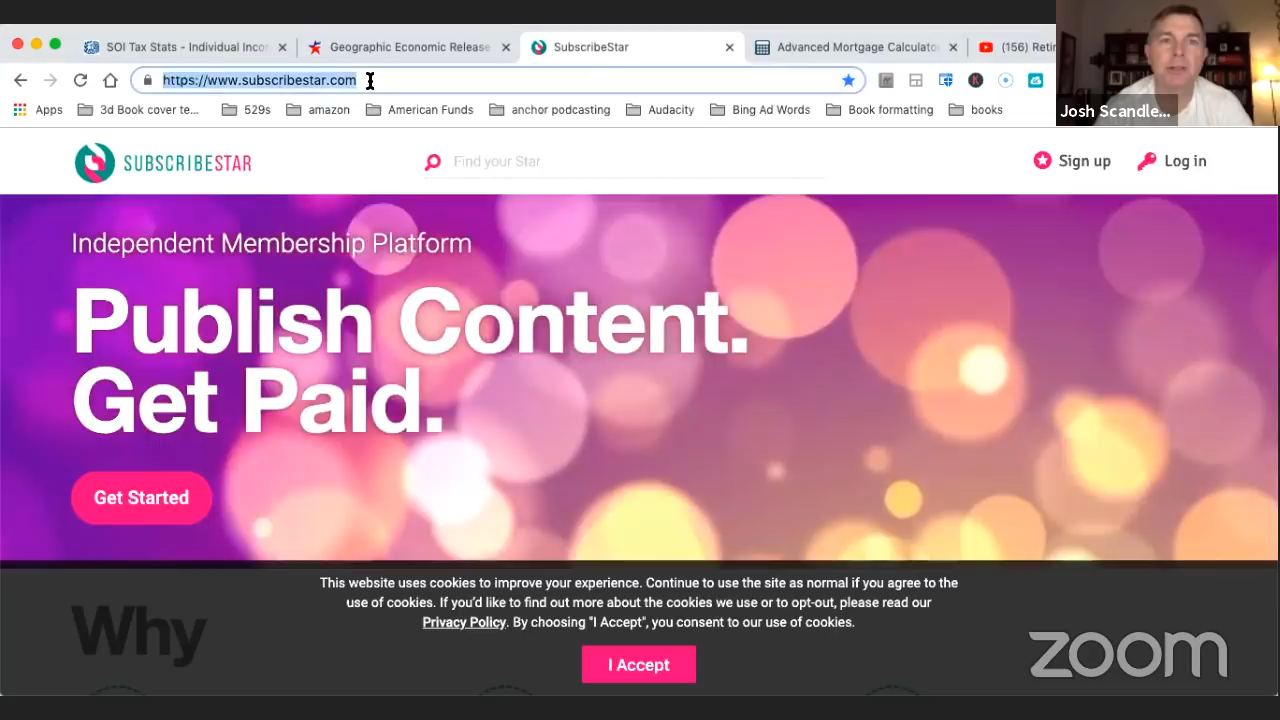 SOI Tax Stats - Individual Inco
Geographic Economic Release
SubscribeStar
Advanced Mortgage Calculato
(156) Retir
https://www.subscribestar.com
Apps
3d Book cover te...
529s
amazon
American Funds
anchor podcasting
Audacity
Bing Ad Words
Book formatting
books
Josh Scandle...
SUBSCRIBESTAR
Find your Star
Sign up
Log in
Independent Membership Platform
Publish Content.
Get Paid.
Get Started
This website uses cookies to improve your experience. Continue to use the site as normal if you agree to the
use of cookies. If you'd like to find out more about the cookies we use or to opt-out, please read our
Privacy Policy. By choosing "I Accept", you consent to our use of cookies.
Why
I Accept
zoom